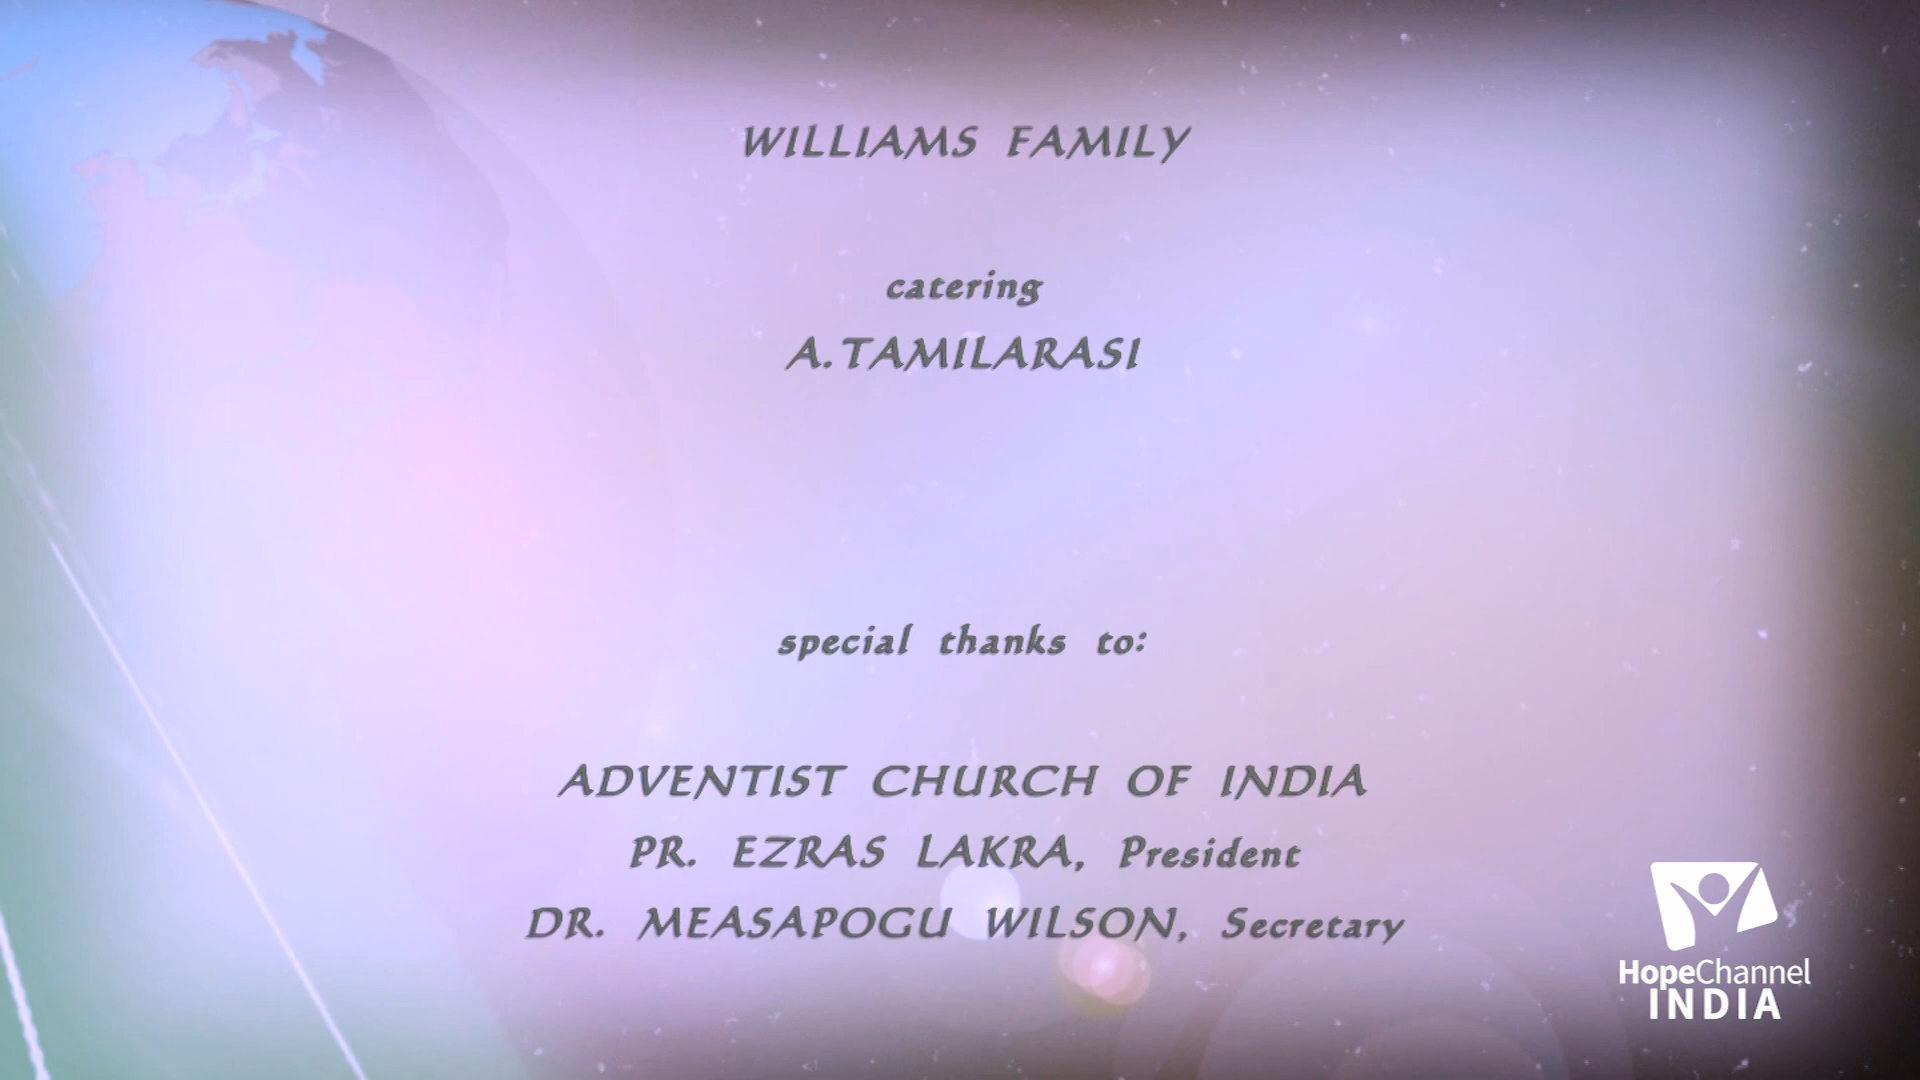 WILLIAMS FAMILY
catering
A.TAMILARASI
special thanks to:
ADVENTIST CHURCH OF INDIA
PR. EZRAS LAKRA, President
DR. MEASAPOGU WILSON, Secretary
HopeChannel
INDIA